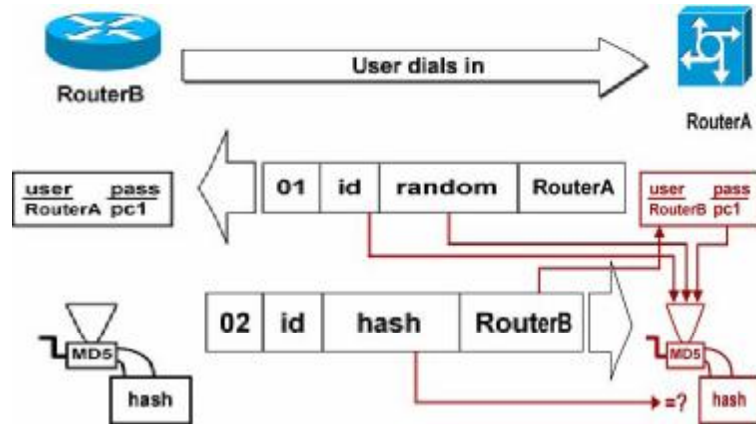 User dials in
RouterB
RouterA
01 id random RouterA
user pass
RouterA pc1
user pass
RouterB pc1
02 id hash RouterB
MD5
hash
=?
MD5
hash